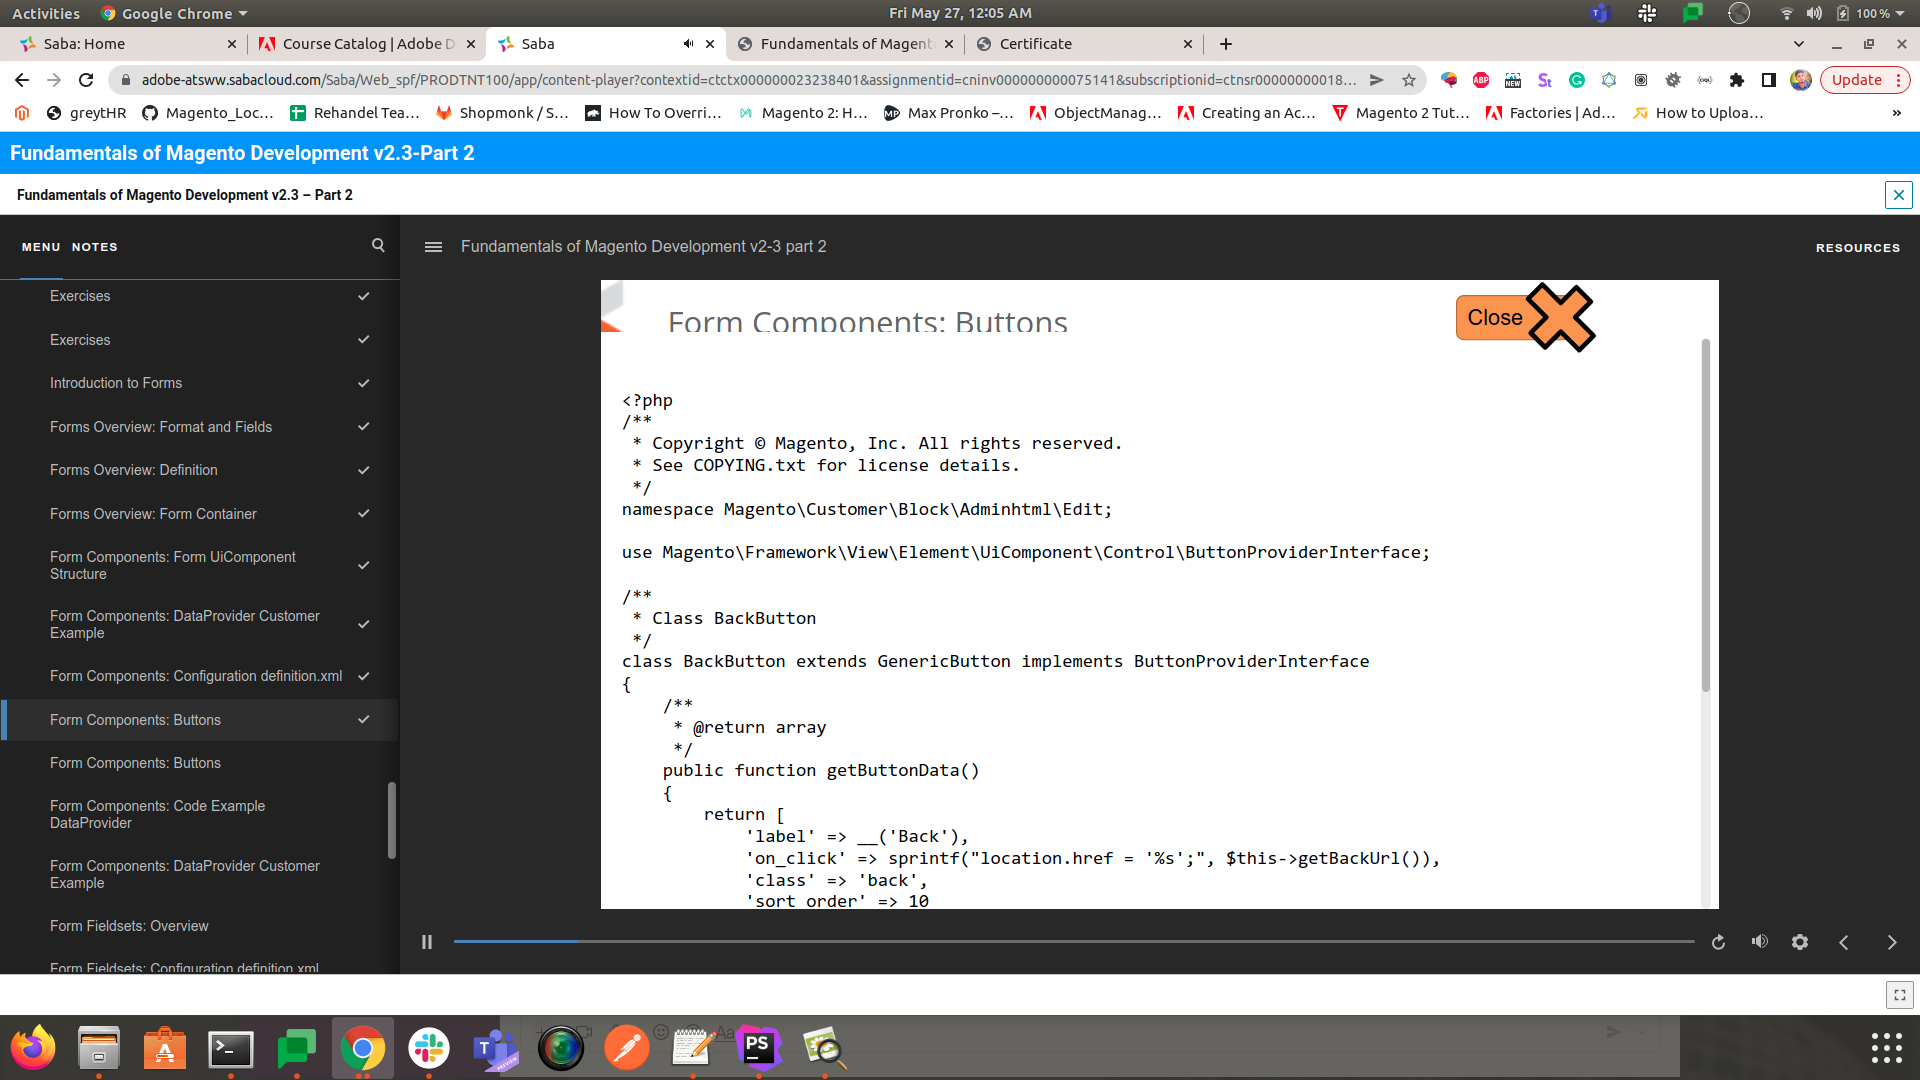 Activities Google Chrome Fri May 27, 12:05 AM 100 %
Saba: Home Course Catalog | Adobe D Saba Fundamentals of Magent Certificate
adobe-atsww.sabacloud.com/Saba/Web_spf/PRODTNT100/app/content-player?contextid=ctctx000000023238401&assignmentid=cninv000000000075141&subscriptionid=ctnsr00000000018... Update
greytHR Magento_Loc... Rehandel Tea... Shopmonk / S... How To Overri... Magento 2: H... Max Pronko –... ObjectManag... Creating an Ac... Magento 2 Tut... Factories | Ad... How to Uploa... »
Fundamentals of Magento Development v2.3-Part 2
Fundamentals of Magento Development v2.3 – Part 2
MENU NOTES
Fundamentals of Magento Development v2-3 part 2
RESOURCES
Exercises
Exercises
Introduction to Forms
Forms Overview: Format and Fields
Forms Overview: Definition
Forms Overview: Form Container
Form Components: Form UiComponent
Structure
Form Components: DataProvider Customer
Example
Form Components: Configuration definition.xml
Form Components: Buttons
Form Components: Buttons
Form Components: Code Example
DataProvider
Form Components: DataProvider Customer
Example
Form Fieldsets: Overview
Form Fieldsets: Configuration definition.xml
Form Components: Buttons
Close
<?php
/**
 * Copyright © Magento, Inc. All rights reserved.
 * See COPYING.txt for license details.
 */
namespace Magento\Customer\Block\Adminhtml\Edit;
use Magento\Framework\View\Element\UiComponent\Control\ButtonProviderInterface;
/**
 * Class BackButton
 */
class BackButton extends GenericButton implements ButtonProviderInterface
{
    /**
     * @return array
     */
    public function getButtonData()
    {
        return [
            'label' => __('Back'),
            'on_click' => sprintf("location.href = '%s';", $this->getBackUrl()),
            'class' => 'back',
            'sort_order' => 10